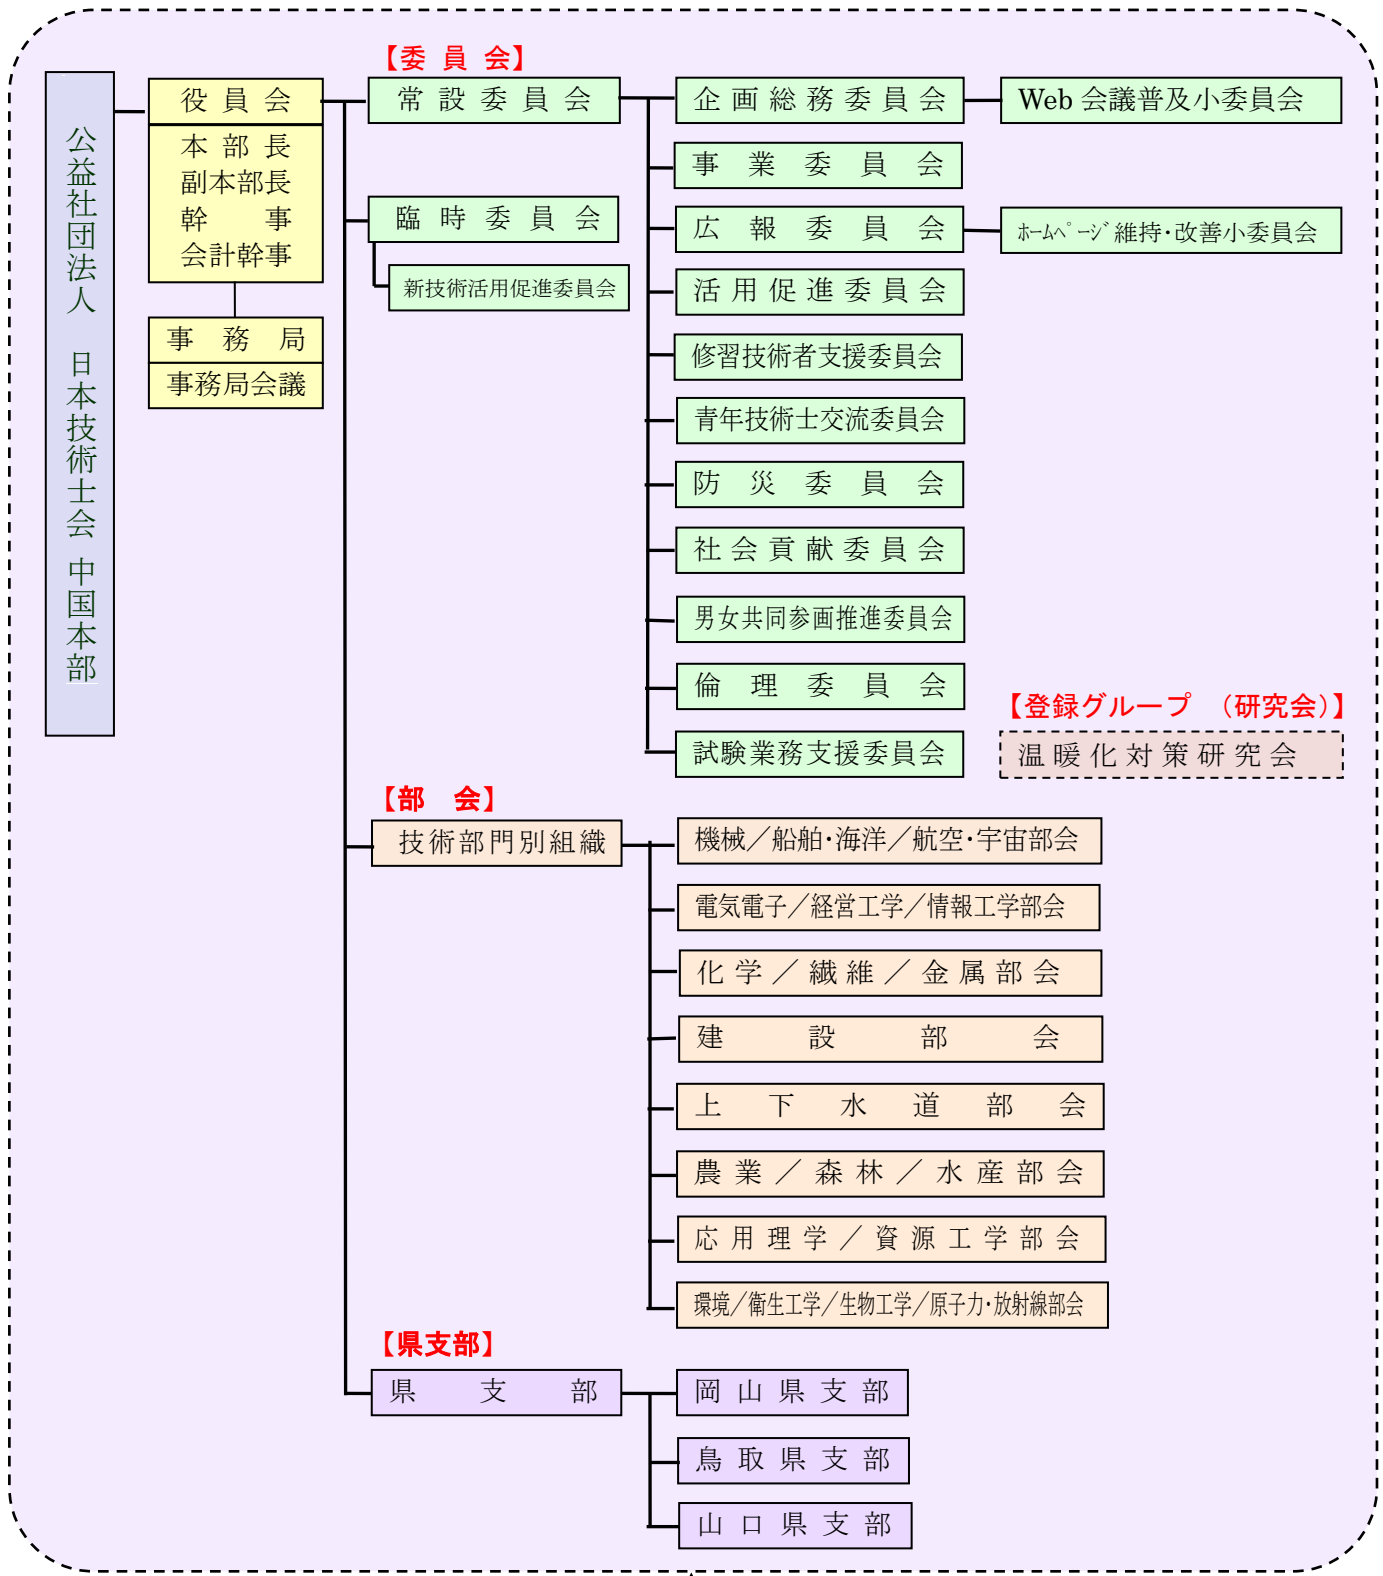 公益社団法人 日本技術士会 中国本部
役員会
本部長
副本部長
幹事
会計幹事
事務局
事務局会議
【委員会】
常設委員会
臨時委員会
新技術活用促進委員会
企画総務委員会
Web会議普及小委員会
事業委員会
広報委員会
ホームページ維持・改善小委員会
活用促進委員会
修習技術者支援委員会
青年技術士交流委員会
防災委員会
社会貢献委員会
男女共同参画推進委員会
倫理委員会
試験業務支援委員会
【登録グループ (研究会)】
温暖化対策研究会
【部 会】
技術部門別組織
機械/船舶・海洋/航空・宇宙部会
電気電子/経営工学/情報工学部会
化学/繊維/金属部会
建設部会
上下水道部会
農業/森林/水産部会
応用理学/資源工学部会
環境/衛生工学/生物工学/原子力・放射線部会
【県支部】
県支部
岡山県支部
鳥取県支部
山口県支部